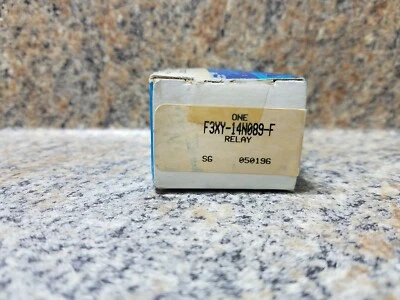 ONE
F3XY-14N089-F
RELAY
SG 050196